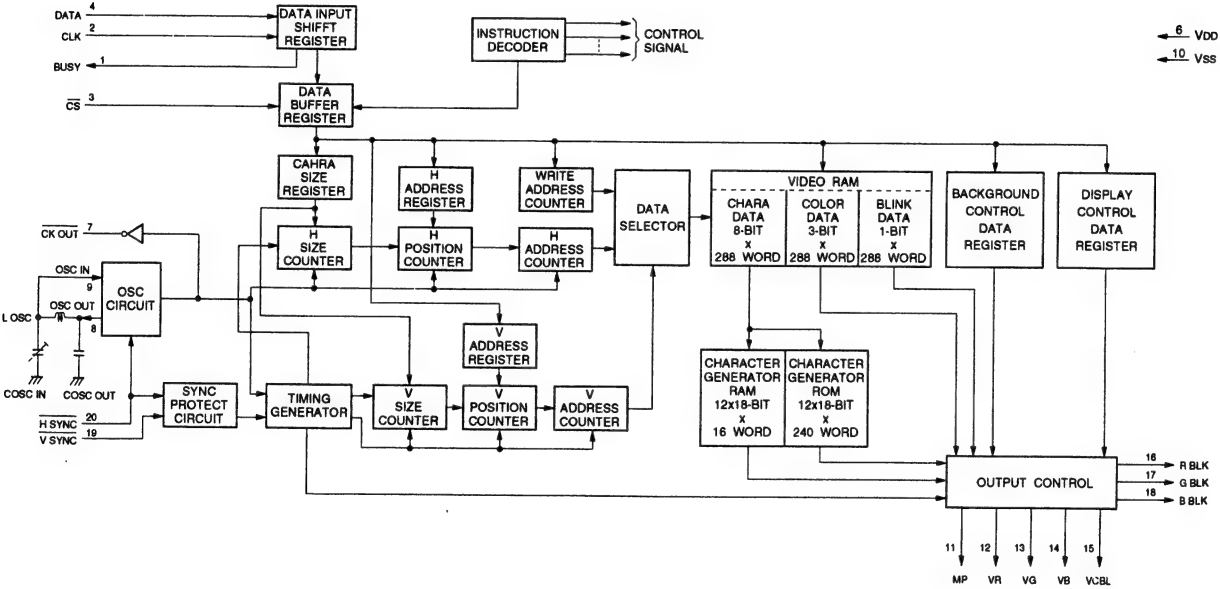 DATA 4
CLK 2
BUSY 1
CS 3
DATA INPUT
SHIFFT
REGISTER
INSTRUCTION
DECODER
CONTROL
SIGNAL
6 VDD
10 VSS
DATA
BUFFER
REGISTER
CAHRA
SIZE
REGISTER
H
ADDRESS
REGISTER
WRITE
ADDRESS
COUNTER
DATA
SELECTOR
VIDEO RAM
CHARA
DATA
8-BIT
x
288 WORD
COLOR
DATA
3-BIT
x
288 WORD
BLINK
DATA
1-BIT
x
288 WORD
BACKGROUND
CONTROL
DATA
REGISTER
DISPLAY
CONTROL
DATA
REGISTER
CK OUT 7
H
SIZE
COUNTER
H
POSITION
COUNTER
H
ADDRESS
COUNTER
OSC IN
9
OSC
CIRCUIT
L OSC
OSC OUT
8
COSC IN
COSC OUT
V
ADDRESS
REGISTER
H SYNC 20
V SYNC 19
SYNC
PROTECT
CIRCUIT
TIMING
GENERATOR
V
SIZE
COUNTER
V
POSITION
COUNTER
V
ADDRESS
COUNTER
CHARACTER
GENERATOR
RAM
12x18-BIT
x
16 WORD
CHARACTER
GENERATOR
ROM
12x18-BIT
x
240 WORD
OUTPUT CONTROL
16 R BLK
17 G BLK
18 B BLK
11 12 13 14 15
MP VR VG VB VCBL